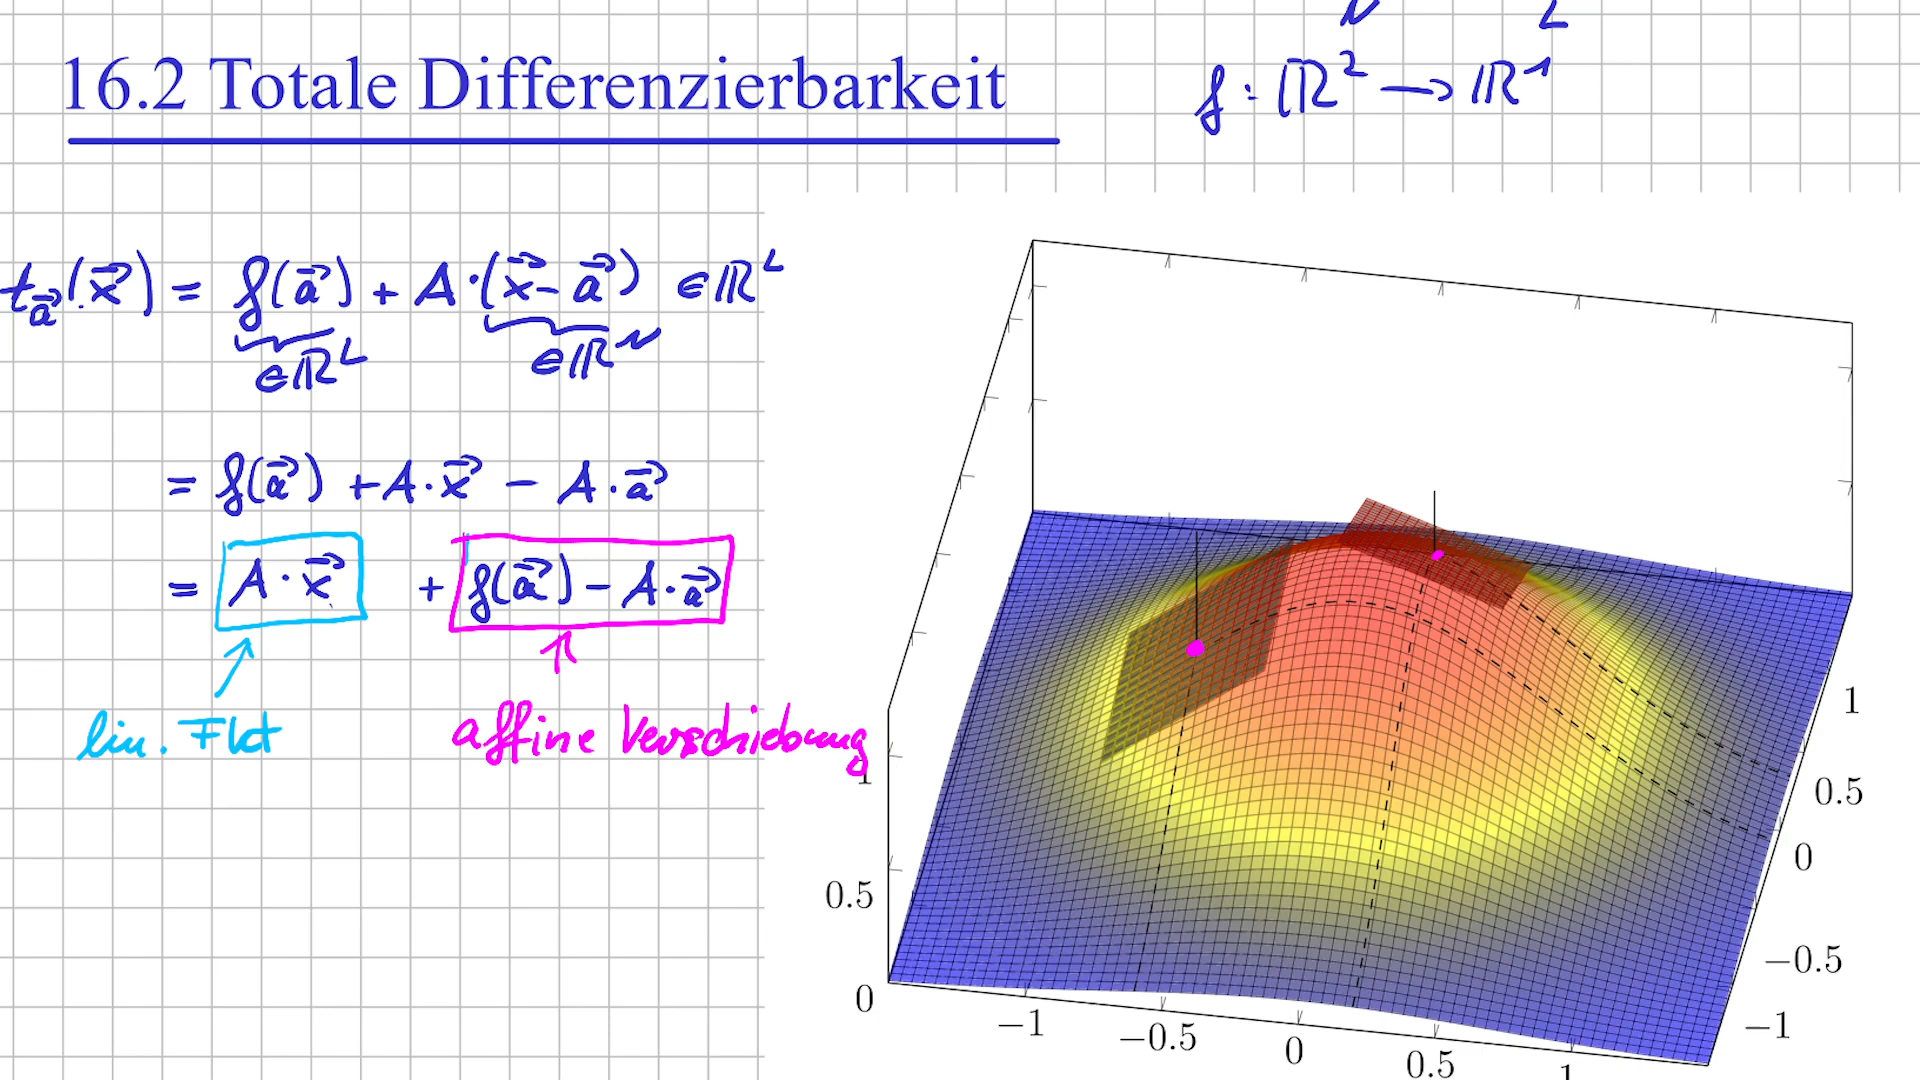 N L
16.2 Totale Differenzierbarkeit
f : ℝ² → ℝ¹
t_a⃗(x⃗) = f(a⃗) + A·(x⃗ - a⃗) ∈ ℝ^L
∈ℝ^L ∈ℝ^N
= f(a⃗) + A·x⃗ - A·a⃗
= A·x⃗ + f(a⃗) - A·a⃗
lin. Fkt affine Verschiebung
1
0.5
0
−1 −0.5 0 0.5 1
−1
−0.5
0
0.5
1